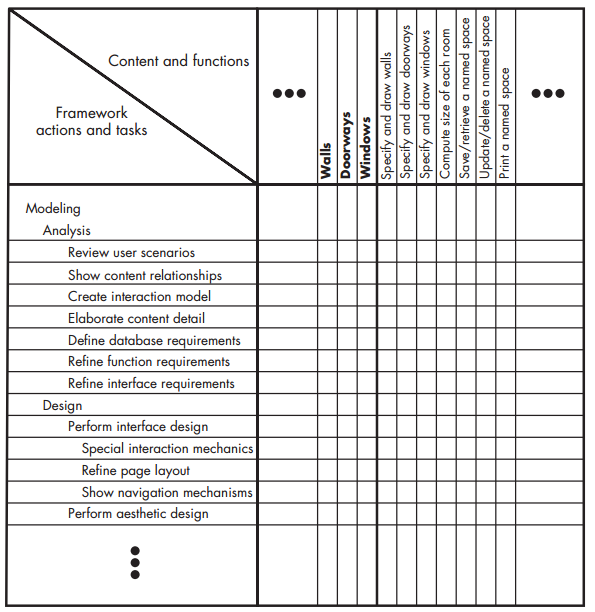 Content and functions
Framework
actions and tasks
Walls
Doorways
Windows
Specify and draw walls
Specify and draw doorways
Specify and draw windows
Compute size of each room
Save/retrieve a named space
Update/delete a named space
Print a named space
Modeling
Analysis
Review user scenarios
Show content relationships
Create interaction model
Elaborate content detail
Define database requirements
Refine function requirements
Refine interface requirements
Design
Perform interface design
Special interaction mechanics
Refine page layout
Show navigation mechanisms
Perform aesthetic design